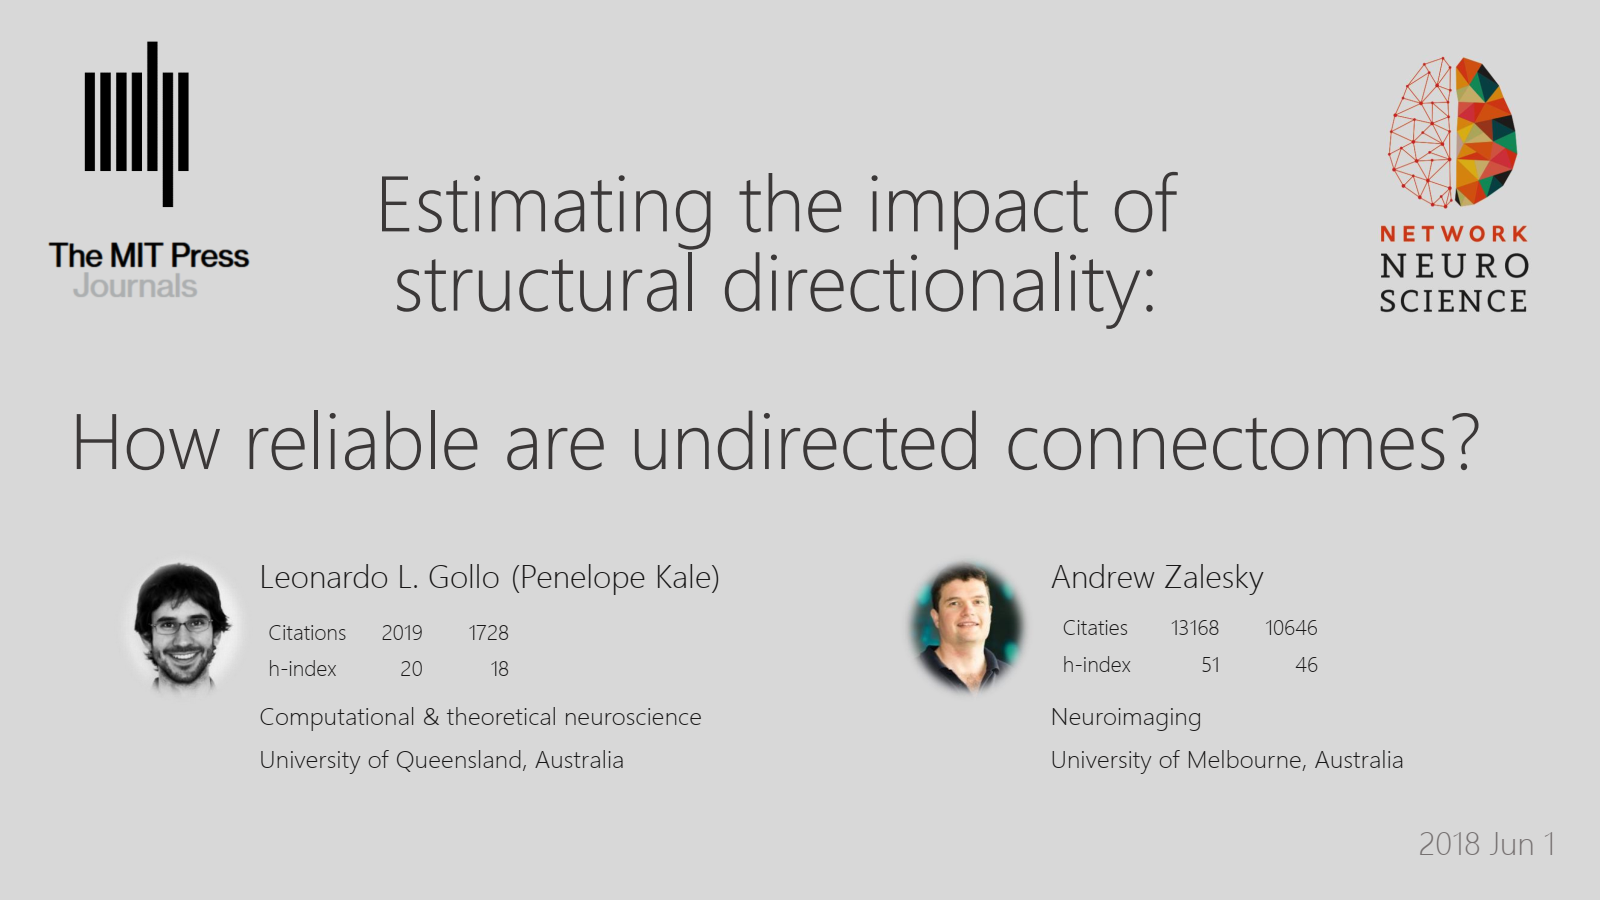 The MIT Press
Journals
NETWORK
NEURO
SCIENCE
Estimating the impact of
structural directionality:
How reliable are undirected connectomes?
Leonardo L. Gollo (Penelope Kale)
Citations 2019 1728
h-index 20 18
Computational & theoretical neuroscience
University of Queensland, Australia
Andrew Zalesky
Citaties 13168 10646
h-index 51 46
Neuroimaging
University of Melbourne, Australia
2018 Jun 1